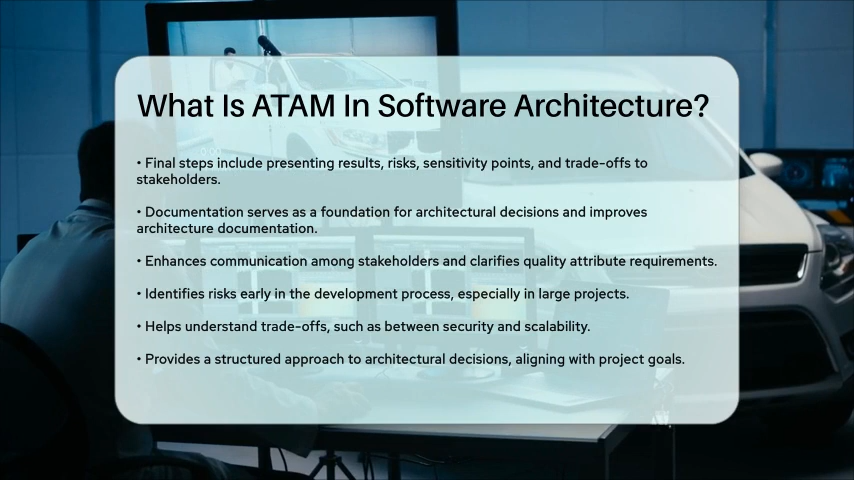 What Is ATAM In Software Architecture?
• Final steps include presenting results, risks, sensitivity points, and trade-offs to
stakeholders.
• Documentation serves as a foundation for architectural decisions and improves
architecture documentation.
• Enhances communication among stakeholders and clarifies quality attribute requirements.
• Identifies risks early in the development process, especially in large projects.
• Helps understand trade-offs, such as between security and scalability.
• Provides a structured approach to architectural decisions, aligning with project goals.